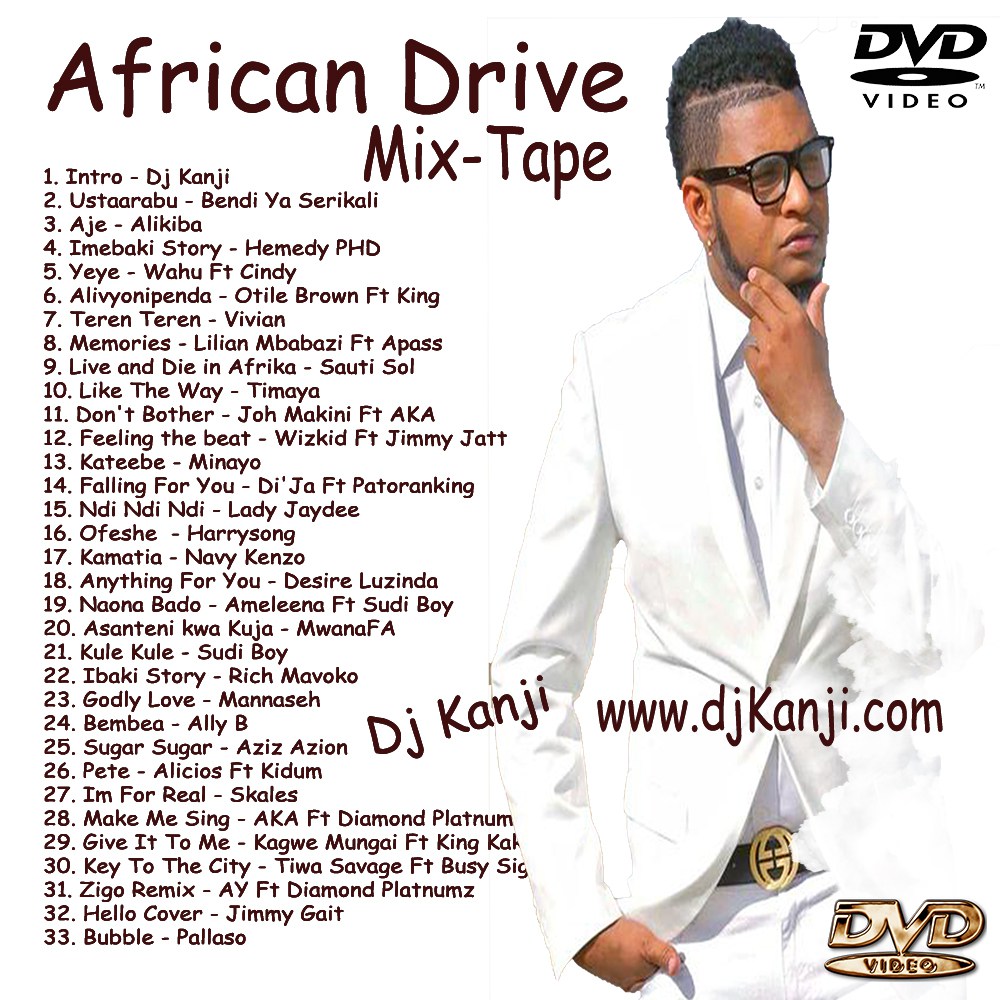 African Drive
Mix-Tape
DVD
VIDEO
TM
1. Intro - Dj Kanji
2. Ustaarabu - Bendi Ya Serikali
3. Aje - Alikiba
4. Imebaki Story - Hemedy PHD
5. Yeye - Wahu Ft Cindy
6. Alivyonipenda - Otile Brown Ft King
7. Teren Teren - Vivian
8. Memories - Lilian Mbabazi Ft Apass
9. Live and Die in Afrika - Sauti Sol
10. Like The Way - Timaya
11. Don't Bother - Joh Makini Ft AKA
12. Feeling the beat - Wizkid Ft Jimmy Jatt
13. Kateebe - Minayo
14. Falling For You - Di'Ja Ft Patoranking
15. Ndi Ndi Ndi - Lady Jaydee
16. Ofeshe - Harrysong
17. Kamatia - Navy Kenzo
18. Anything For You - Desire Luzinda
19. Naona Bado - Ameleena Ft Sudi Boy
20. Asanteni kwa Kuja - MwanaFA
21. Kule Kule - Sudi Boy
22. Ibaki Story - Rich Mavoko
23. Godly Love - Mannaseh
24. Bembea - Ally B
25. Sugar Sugar - Aziz Azion
26. Pete - Alicios Ft Kidum
27. Im For Real - Skales
28. Make Me Sing - AKA Ft Diamond Platnum
29. Give It To Me - Kagwe Mungai Ft King Kak
30. Key To The City - Tiwa Savage Ft Busy Sig
31. Zigo Remix - AY Ft Diamond Platnumz
32. Hello Cover - Jimmy Gait
33. Bubble - Pallaso
Dj Kanji
www.djKanji.com
DVD
VIDEO